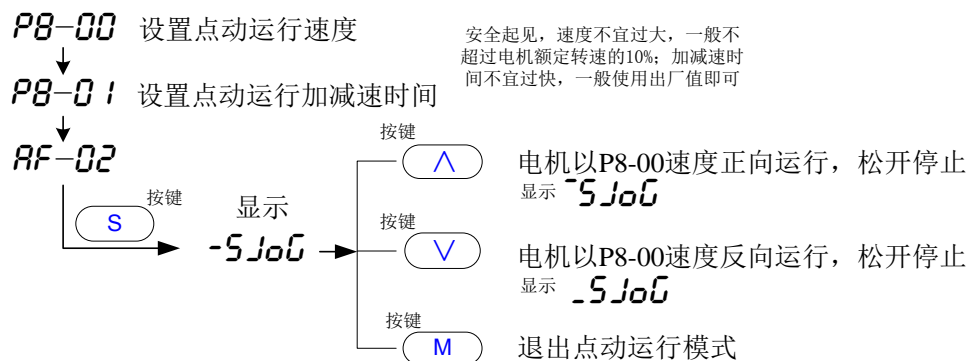 P8-00 设置点动运行速度
安全起见，速度不宜过大，一般不
超过电机额定转速的10%；加减速时
间不宜过快，一般使用出厂值即可
P8-01 设置点动运行加减速时间
AF-02
按键
S
显示
-SJoG
按键
∧
电机以P8-00速度正向运行，松开停止
显示 ¯SJoG
按键
∨
电机以P8-00速度反向运行，松开停止
显示 _SJoG
按键
M
退出点动运行模式